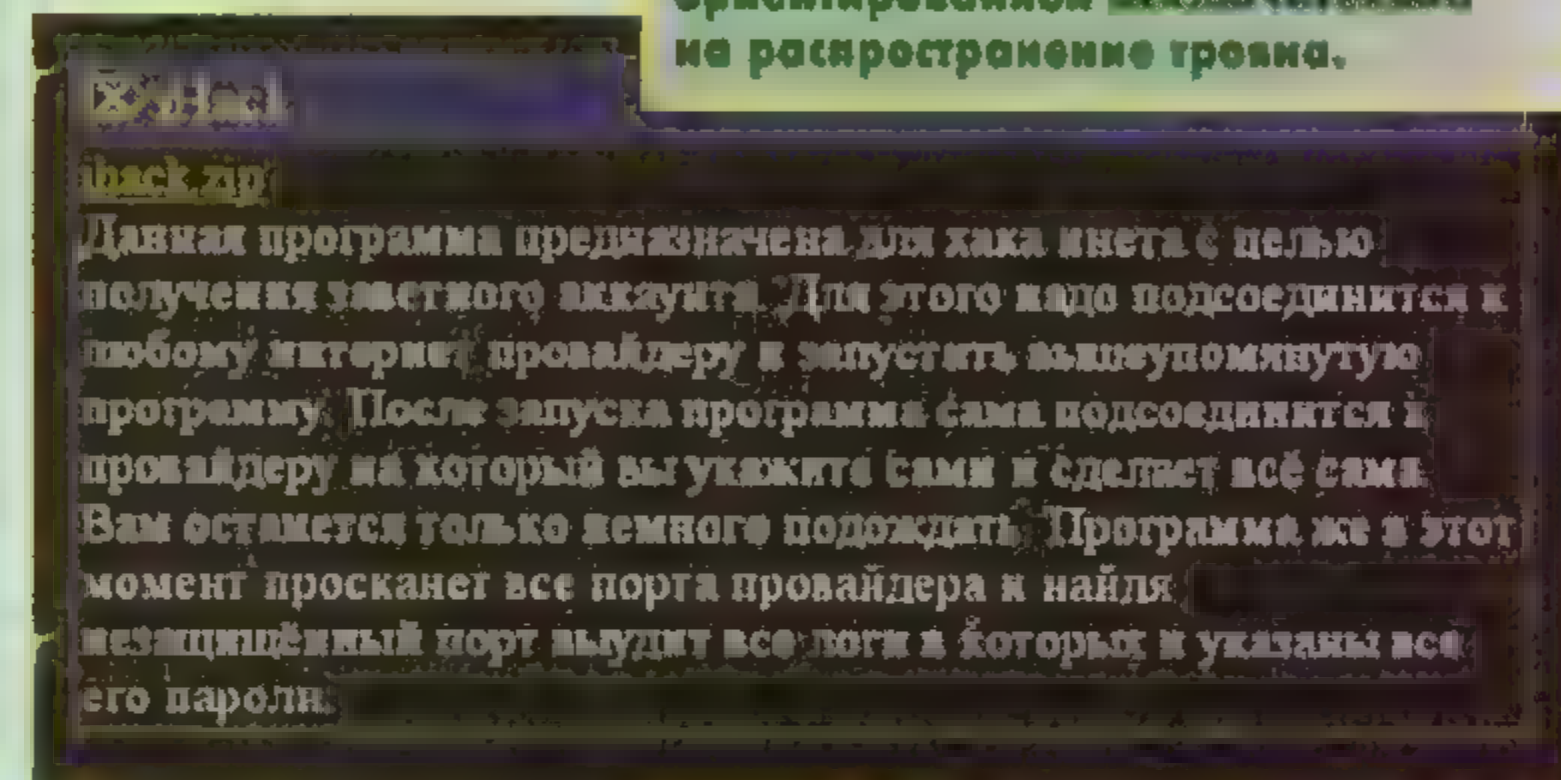 ориентированной
на распространение трояна.
ihack.zip
Данная программа предназначена для хака инета с целью
получения заветного аккаунта. Для этого надо подсоединится к
любому интернет провайдеру и запустить вышеупомянутую
программу. После запуска программа сама подсоединится к
провайдеру на который вы укажите сами и сделает всё сама.
Вам останется только немного подождать. Программа же в этот
момент просканет все порта провайдера и найдя
незащищённый порт выудит все логи в которых и указаны все
его пароли.